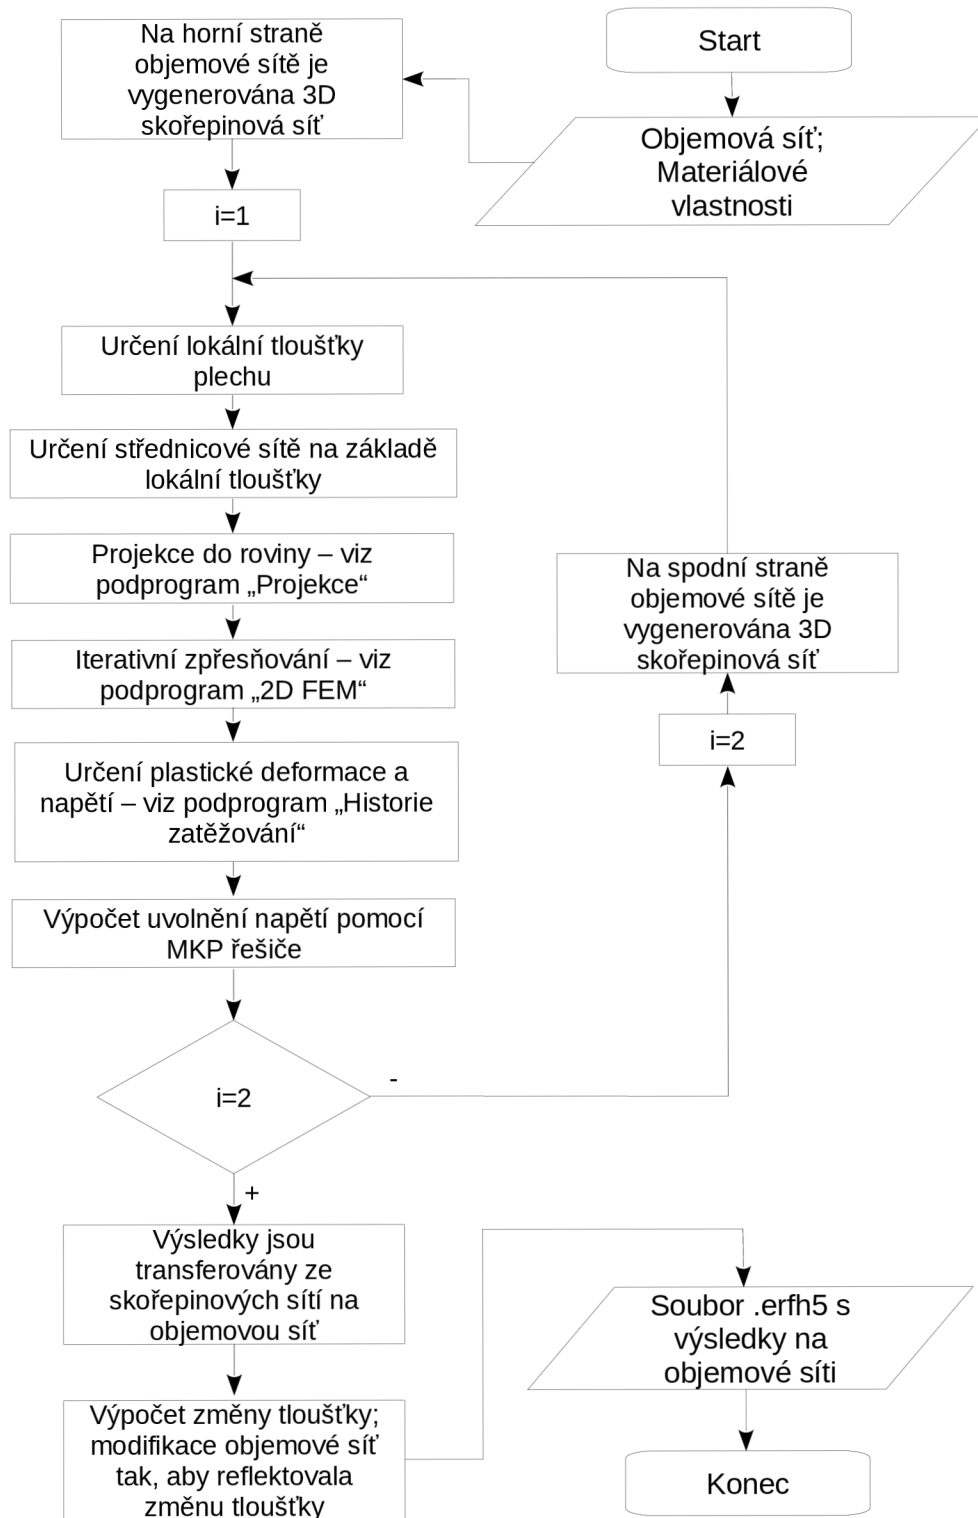 Start
Objemová síť;
Materiálové
vlastnosti
Na horní straně
objemové sítě je
vygenerována 3D
skořepinová síť
i=1
Určení lokální tloušťky
plechu
Určení střednicové sítě na základě
lokální tloušťky
Projekce do roviny – viz
podprogram „Projekce“
Iterativní zpřesňování – viz
podprogram „2D FEM“
Určení plastické deformace a
napětí – viz podprogram „Historie
zatěžování“
Výpočet uvolnění napětí pomocí
MKP řešiče
i=2
-
i=2
Na spodní straně
objemové sítě je
vygenerována 3D
skořepinová síť
+
Výsledky jsou
transferovány ze
skořepinových sítí na
objemovou síť
Výpočet změny tloušťky;
modifikace objemové síť
tak, aby reflektovala
změnu tloušťky
Soubor .erfh5 s
výsledky na
objemové síti
Konec